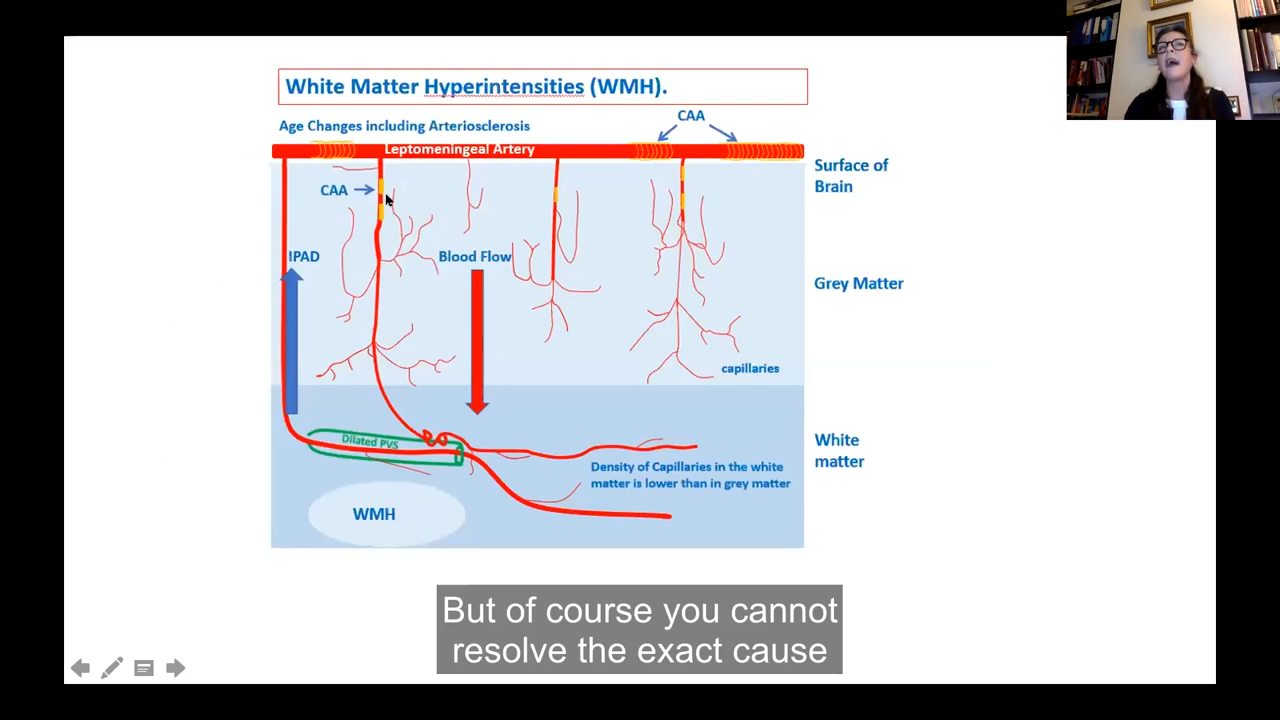 White Matter Hyperintensities (WMH).
Age Changes including Arteriosclerosis
CAA
Leptomeningeal Artery
Surface of
Brain
CAA
IPAD
Blood Flow
Grey Matter
capillaries
Dilated PVS
White
matter
Density of Capillaries in the white
matter is lower than in grey matter
WMH
But of course you cannot
resolve the exact cause